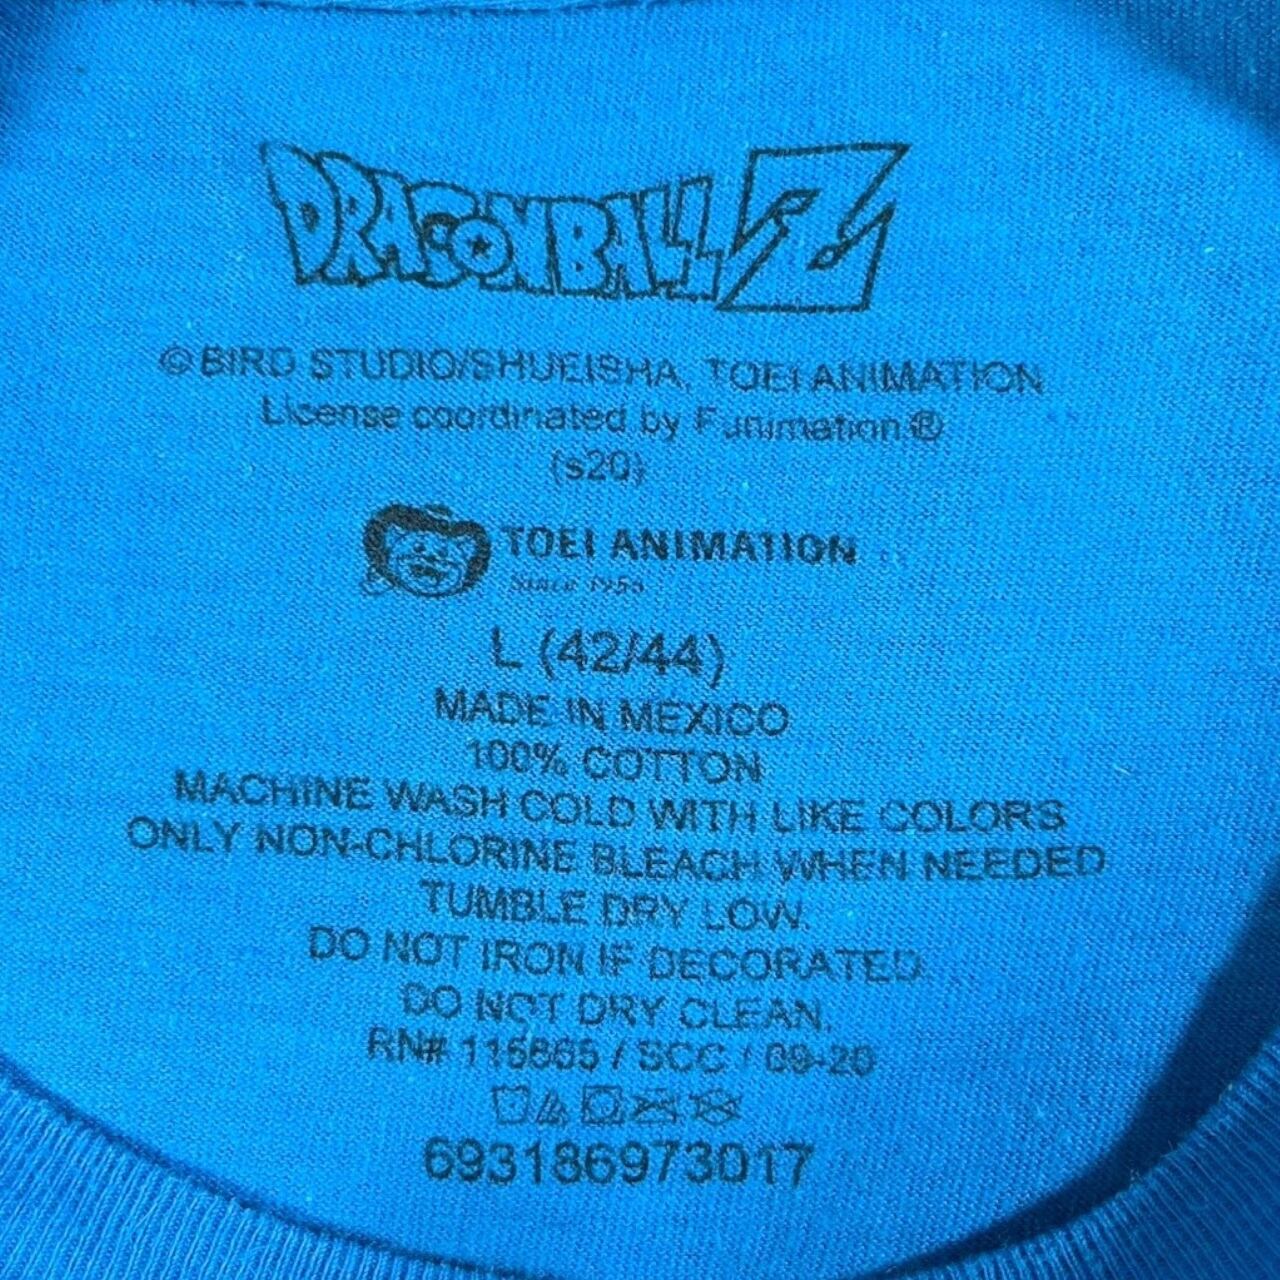 DRAGONBALL Z
©BIRD STUDIO/SHUEISHA, TOEI ANIMATION
License coordinated by Funimation.®
(s20)
TOEI ANIMATION
Since 1956
L (42/44)
MADE IN MEXICO
100% COTTON
MACHINE WASH COLD WITH LIKE COLORS
ONLY NON-CHLORINE BLEACH WHEN NEEDED
TUMBLE DRY LOW.
DO NOT IRON IF DECORATED.
DO NOT DRY CLEAN.
RN# / SCC / 09-20
693186973017